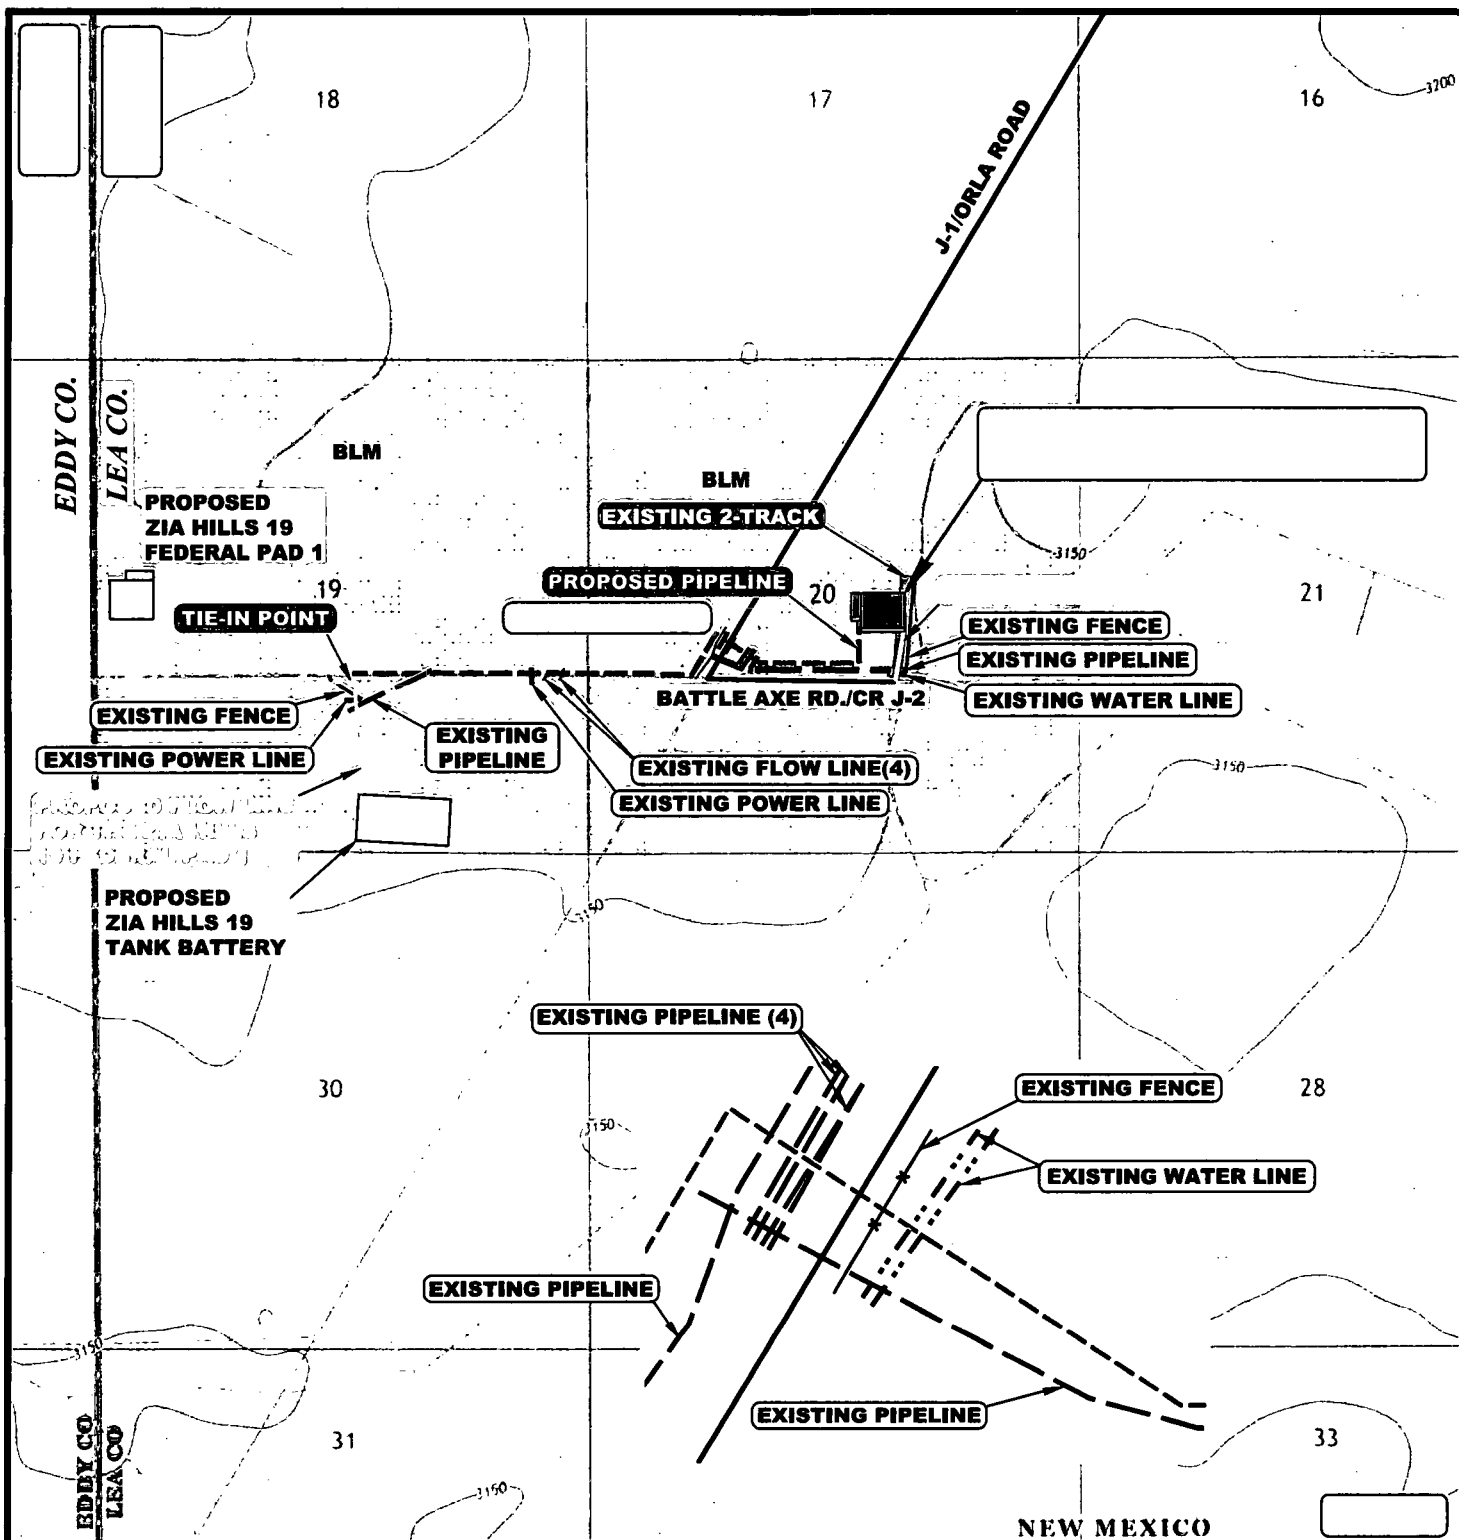 18
17
16
3200
J-1/ORLA ROAD
EDDY CO.
LEA CO.
BLM
BLM
PROPOSED
ZIA HILLS 19
FEDERAL PAD 1
EXISTING 2-TRACK
3150
PROPOSED PIPELINE
19
20
21
TIE-IN POINT
EXISTING FENCE
EXISTING PIPELINE
EXISTING WATER LINE
BATTLE AXE RD./CR J-2
EXISTING FENCE
EXISTING POWER LINE
EXISTING
PIPELINE
EXISTING FLOW LINE(4)
EXISTING POWER LINE
3150
PROPOSED
ZIA HILLS 19
TANK BATTERY
3150
EXISTING PIPELINE (4)
30
EXISTING FENCE
28
3150
EXISTING WATER LINE
EXISTING PIPELINE
3150
EXISTING PIPELINE
31
33
EDDY CO
LEA CO
3150
NEW MEXICO